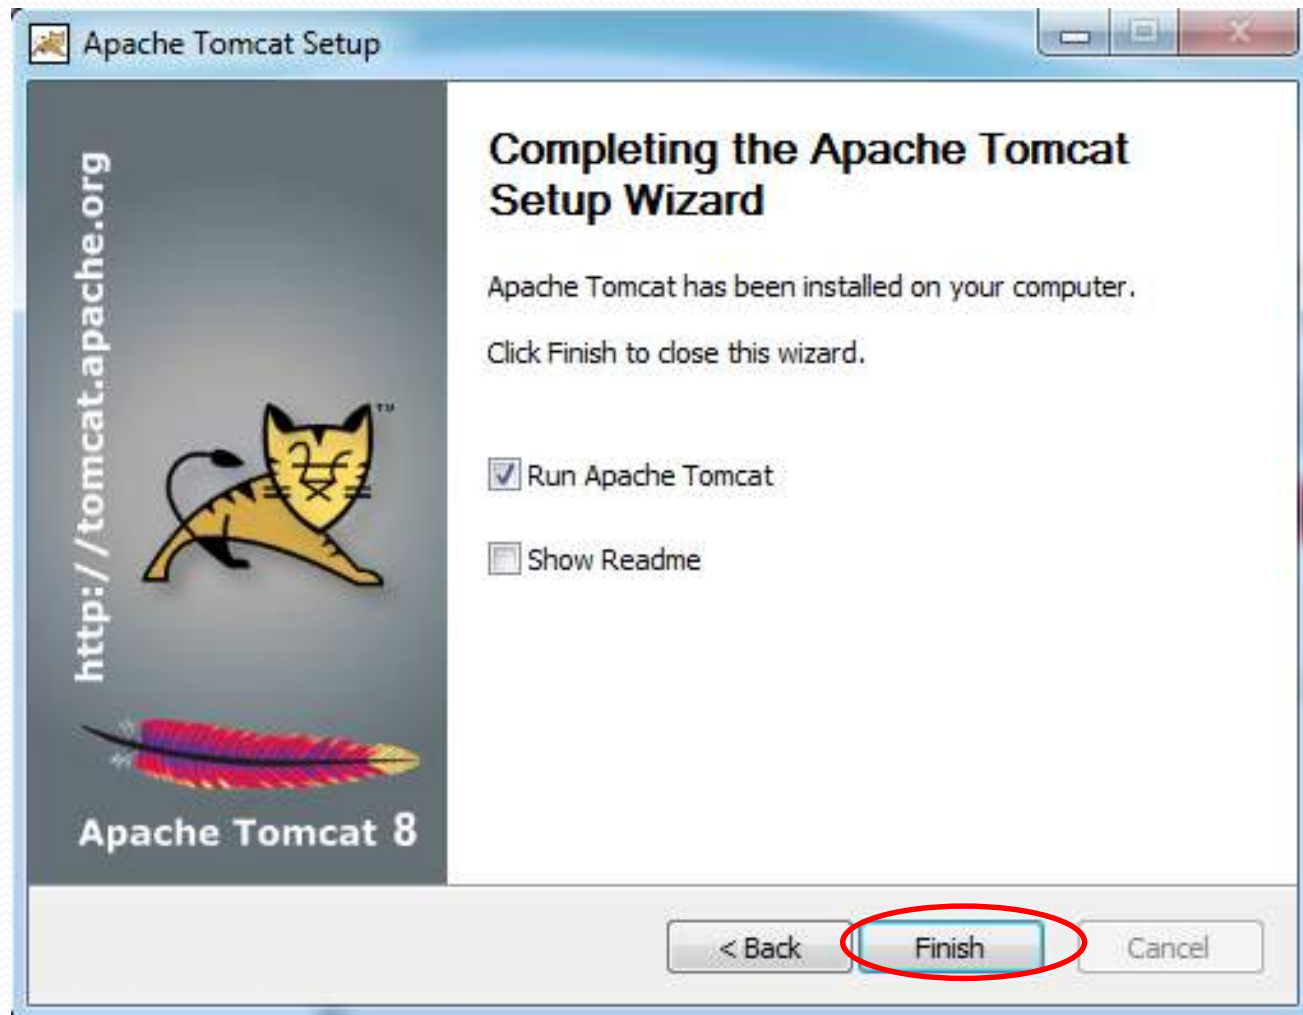 Apache Tomcat Setup
http://tomcat.apache.org
TM
Apache Tomcat 8
Completing the Apache Tomcat
Setup Wizard
Apache Tomcat has been installed on your computer.
Click Finish to close this wizard.
Run Apache Tomcat
Show Readme
< Back
Finish
Cancel